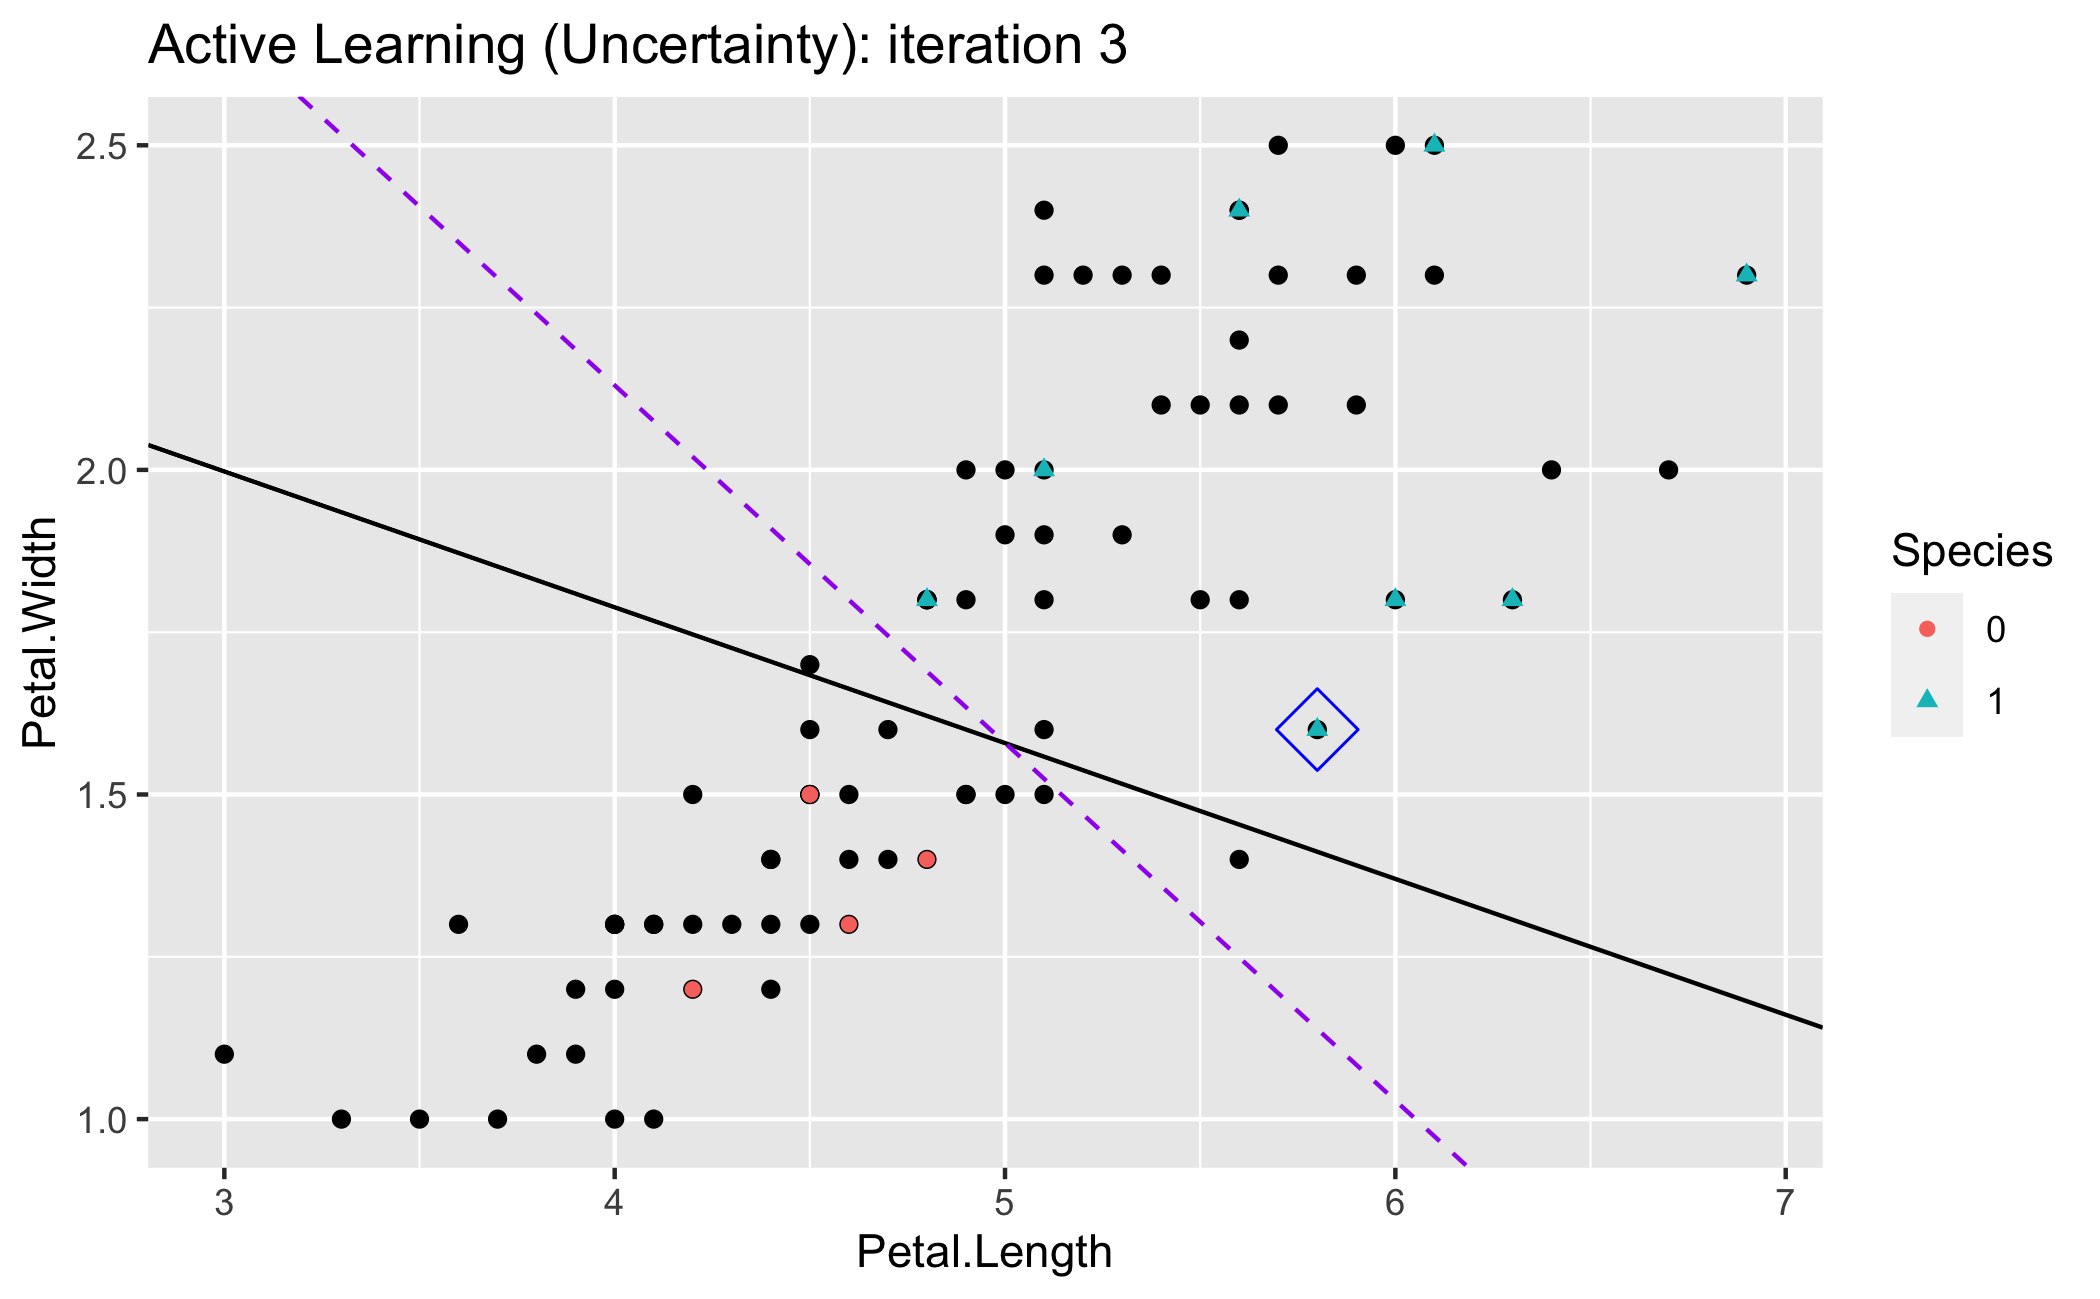 Active Learning (Uncertainty): iteration 3
2.5
2.0
1.5
1.0
Petal.Width
3 4 5 6 7
Petal.Length
Species
0
1